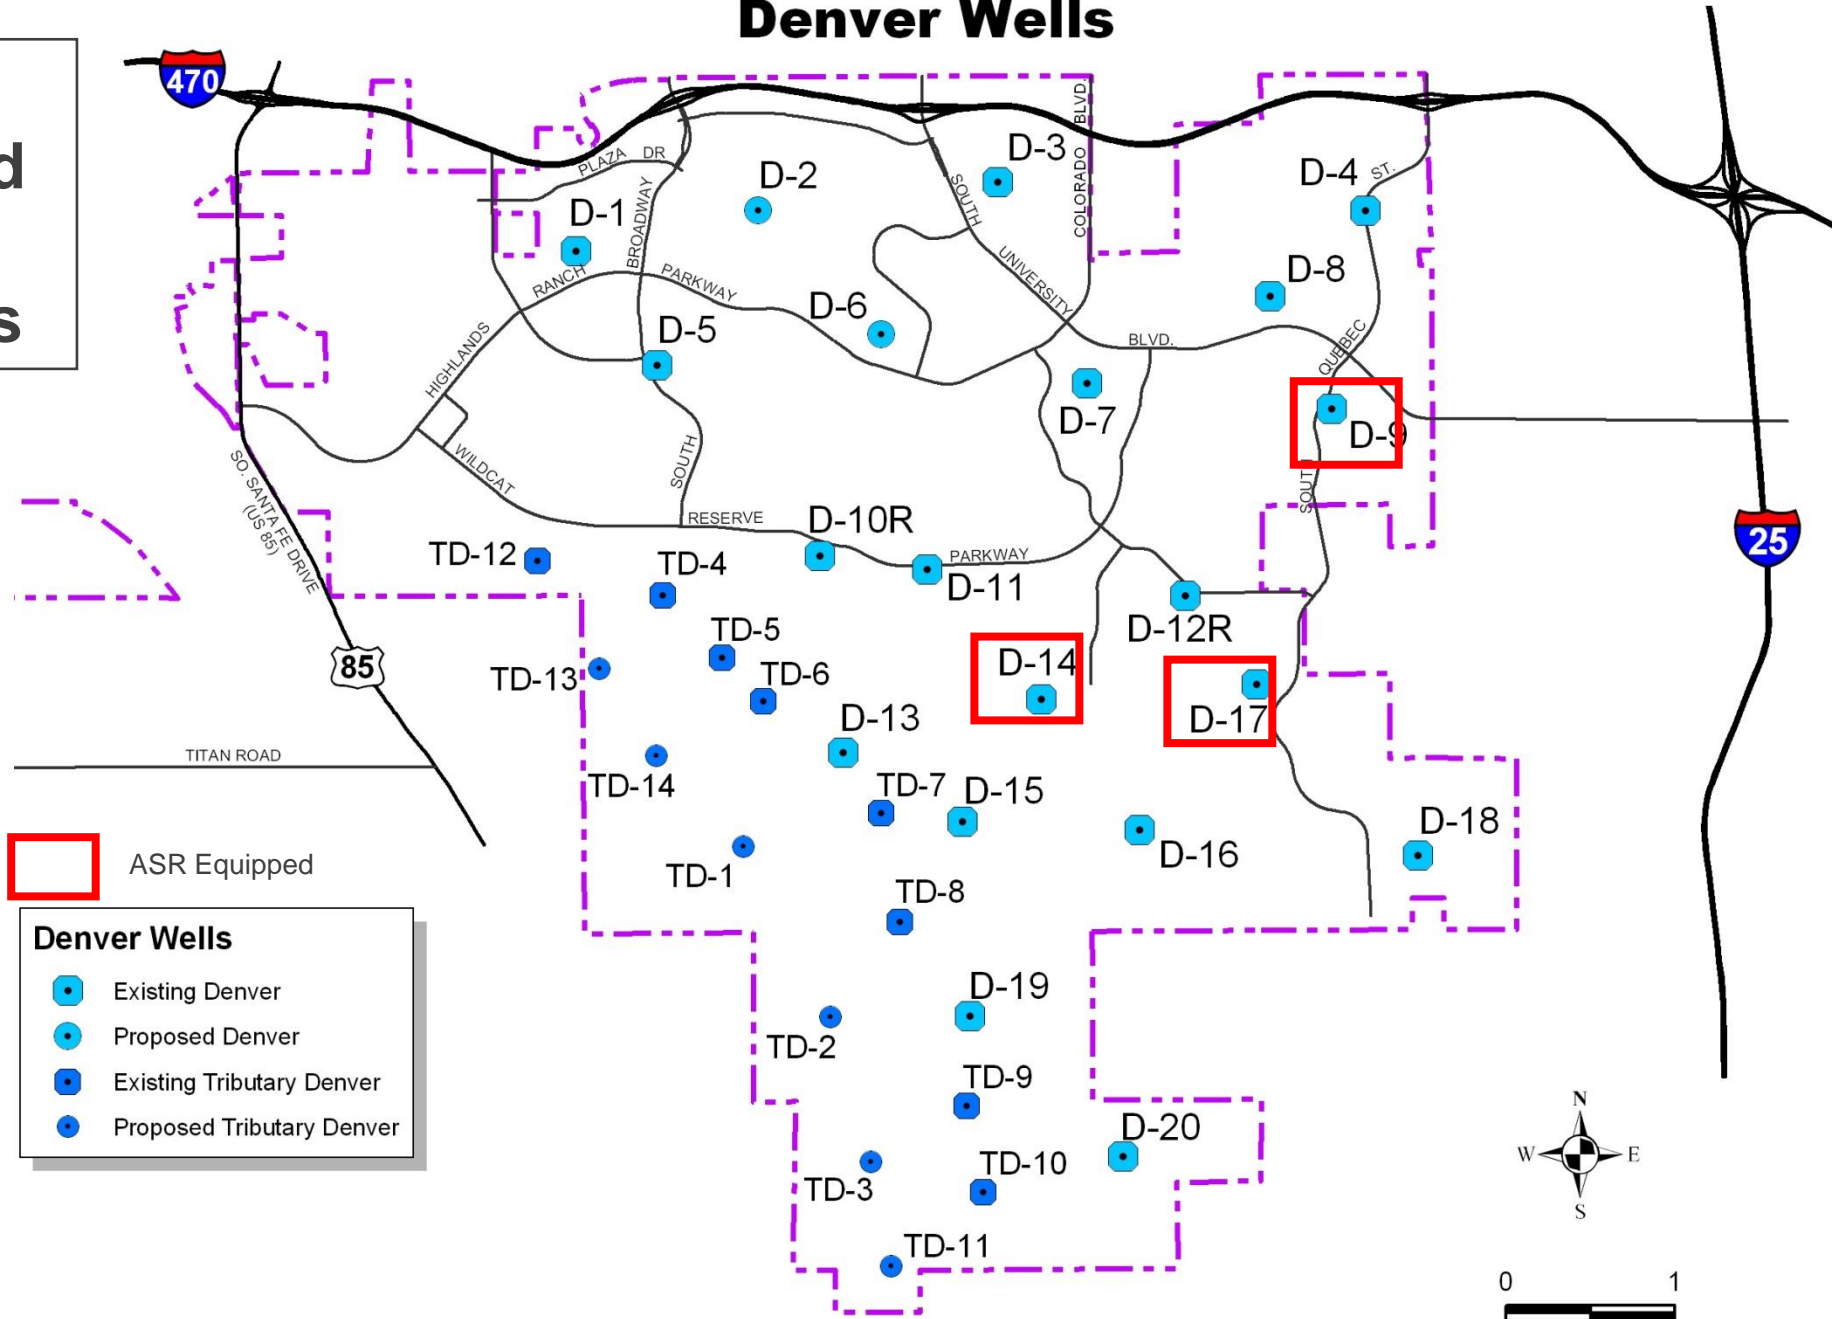 Denver Wells
d
s
470
PLAZA DR
D-1
D-2
D-3
D-4
ST.
BROADWAY
SOUTH
COLORADO BLVD.
UNIVERSITY
BLVD.
RANCH
PARKWAY
HIGHLANDS
D-5
D-6
D-7
D-8
QUEBEC
D-9
SOUTH
WILDCAT
SOUTH
RESERVE
PARKWAY
SO. SANTA FE DRIVE
(US 85)
25
85
D-10R
D-11
D-12R
TD-12
TD-4
TD-5
TD-13
TD-6
D-14
D-17
D-13
TITAN ROAD
TD-14
TD-7
D-15
D-16
D-18
TD-1
TD-8
ASR Equipped
Denver Wells
Existing Denver
Proposed Denver
Existing Tributary Denver
Proposed Tributary Denver
D-19
TD-2
TD-9
D-20
TD-3
TD-10
TD-11
N
W E
S
0 1